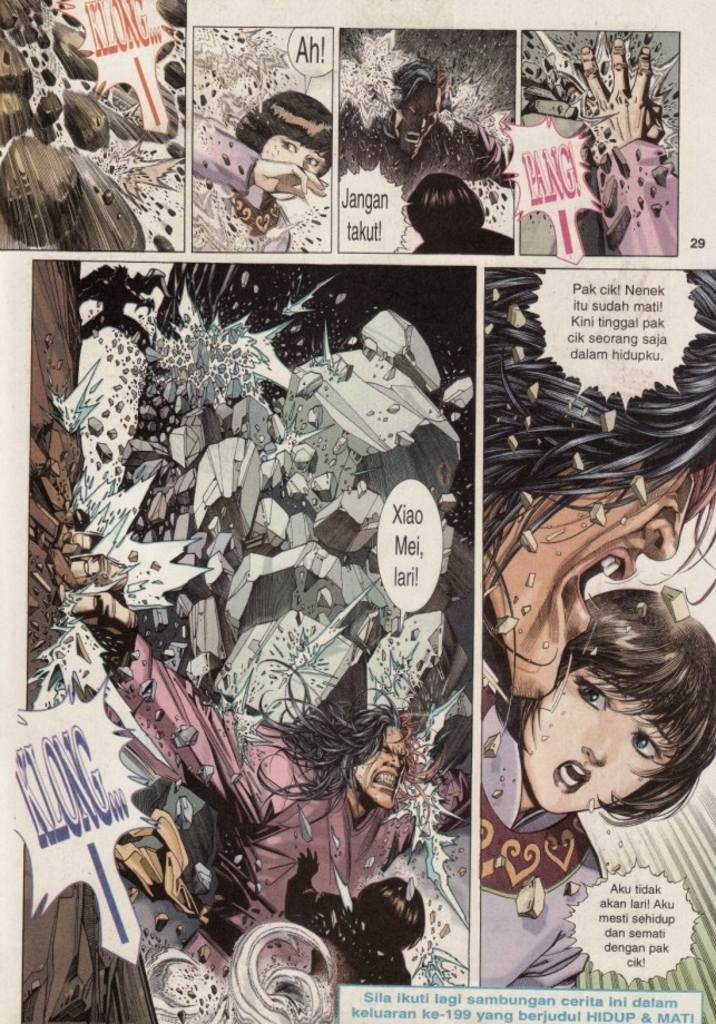 KLONG...
!
Ah!
Jangan
takut!
PANG!
!
29
Xiao
Mei,
lari!
KLONG...
!
Pak cik! Nenek
itu sudah mati!
Kini tinggal pak
cik seorang saja
dalam hidupku.
Aku tidak
akan lari! Aku
mesti sehidup
dan semati
dengan pak
cik!
Sila ikuti lagi sambungan cerita ini dalam
keluaran ke-199 yang berjudul HIDUP & MATI